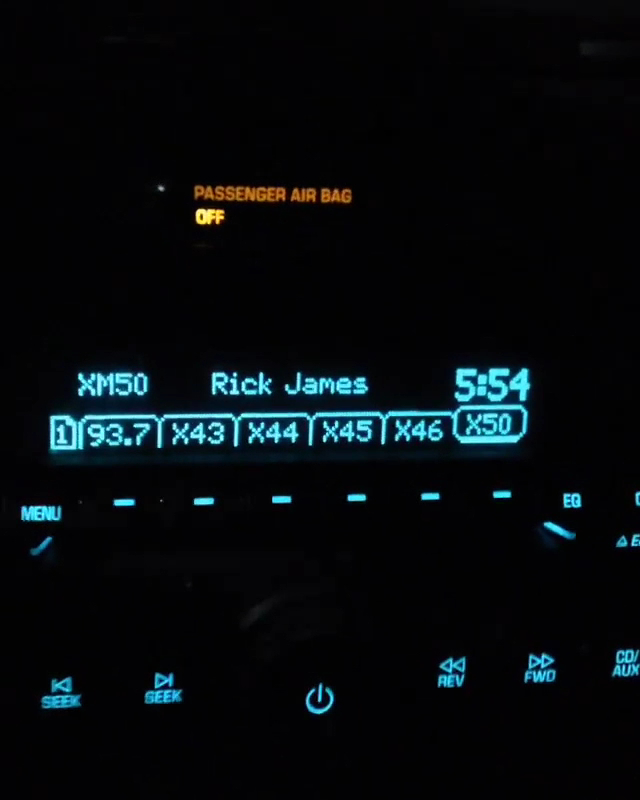 PASSENGER AIR BAG
OFF
XM50 Rick James 5:54
1 93.7 X43 X44 X45 X46 X50
MENU EQ
SEEK SEEK REV FWD CD/
AUX